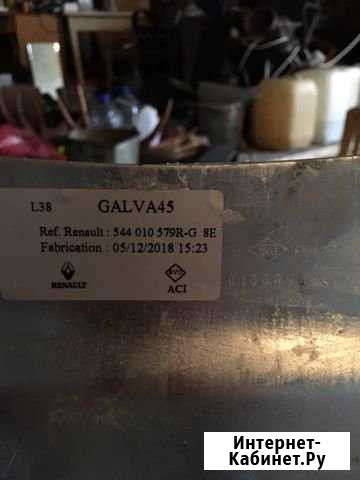 L38 GALVA45
Ref. Renault : 544 010 579R-G 8E
Fabrication : 05/12/2018 15:23
RENAULT
ACI
Интернет-
Кабинет.Ру